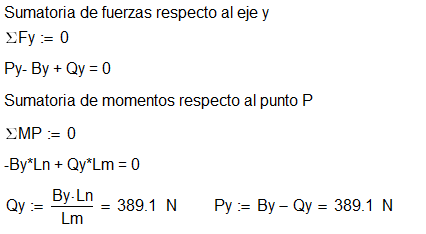 Sumatoria de fuerzas respecto al eje y
ΣFy := 0
Py- By + Qy = 0
Sumatoria de momentos respecto al punto P
ΣMP := 0
-By*Ln + Qy*Lm = 0
Qy := By·Ln / Lm = 389.1 N Py := By − Qy = 389.1 N